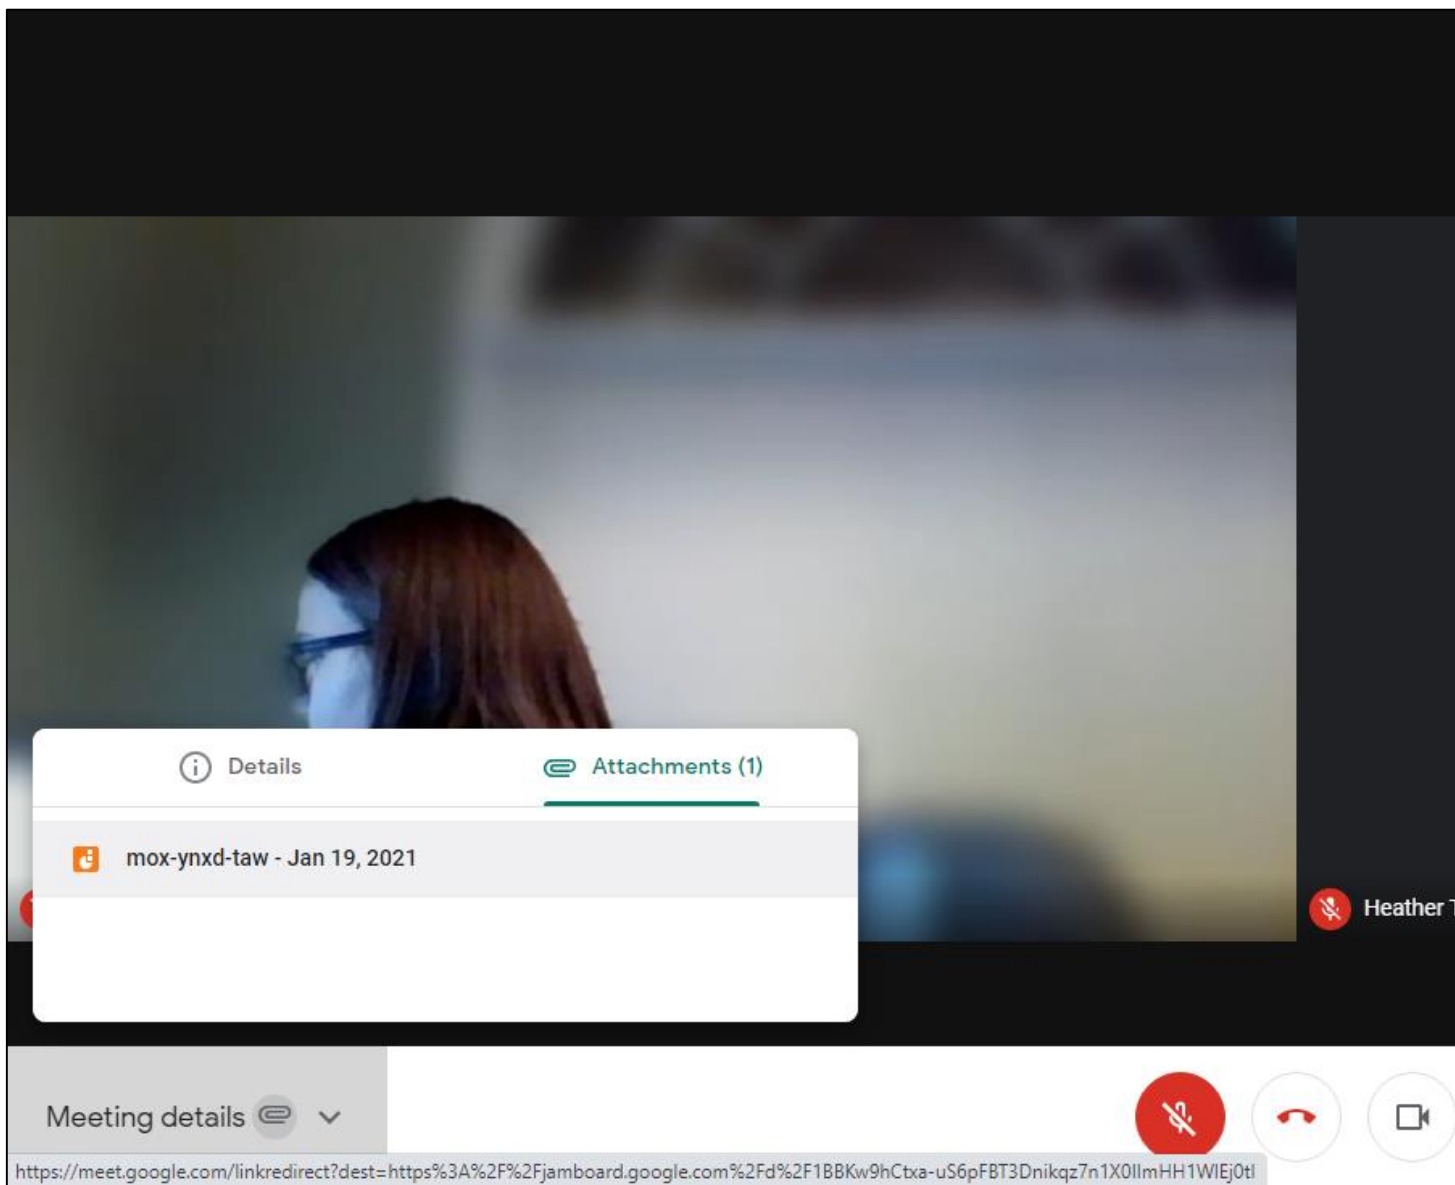 Details
Attachments (1)
mox-ynxd-taw - Jan 19, 2021
Heather
Meeting details
https://meet.google.com/linkredirect?dest=https%3A%2F%2Fjamboard.google.com%2Fd%2F1BBKw9hCtxa-uS6pFBT3Dnikqz7n1X0IlmHH1WlEj0tI